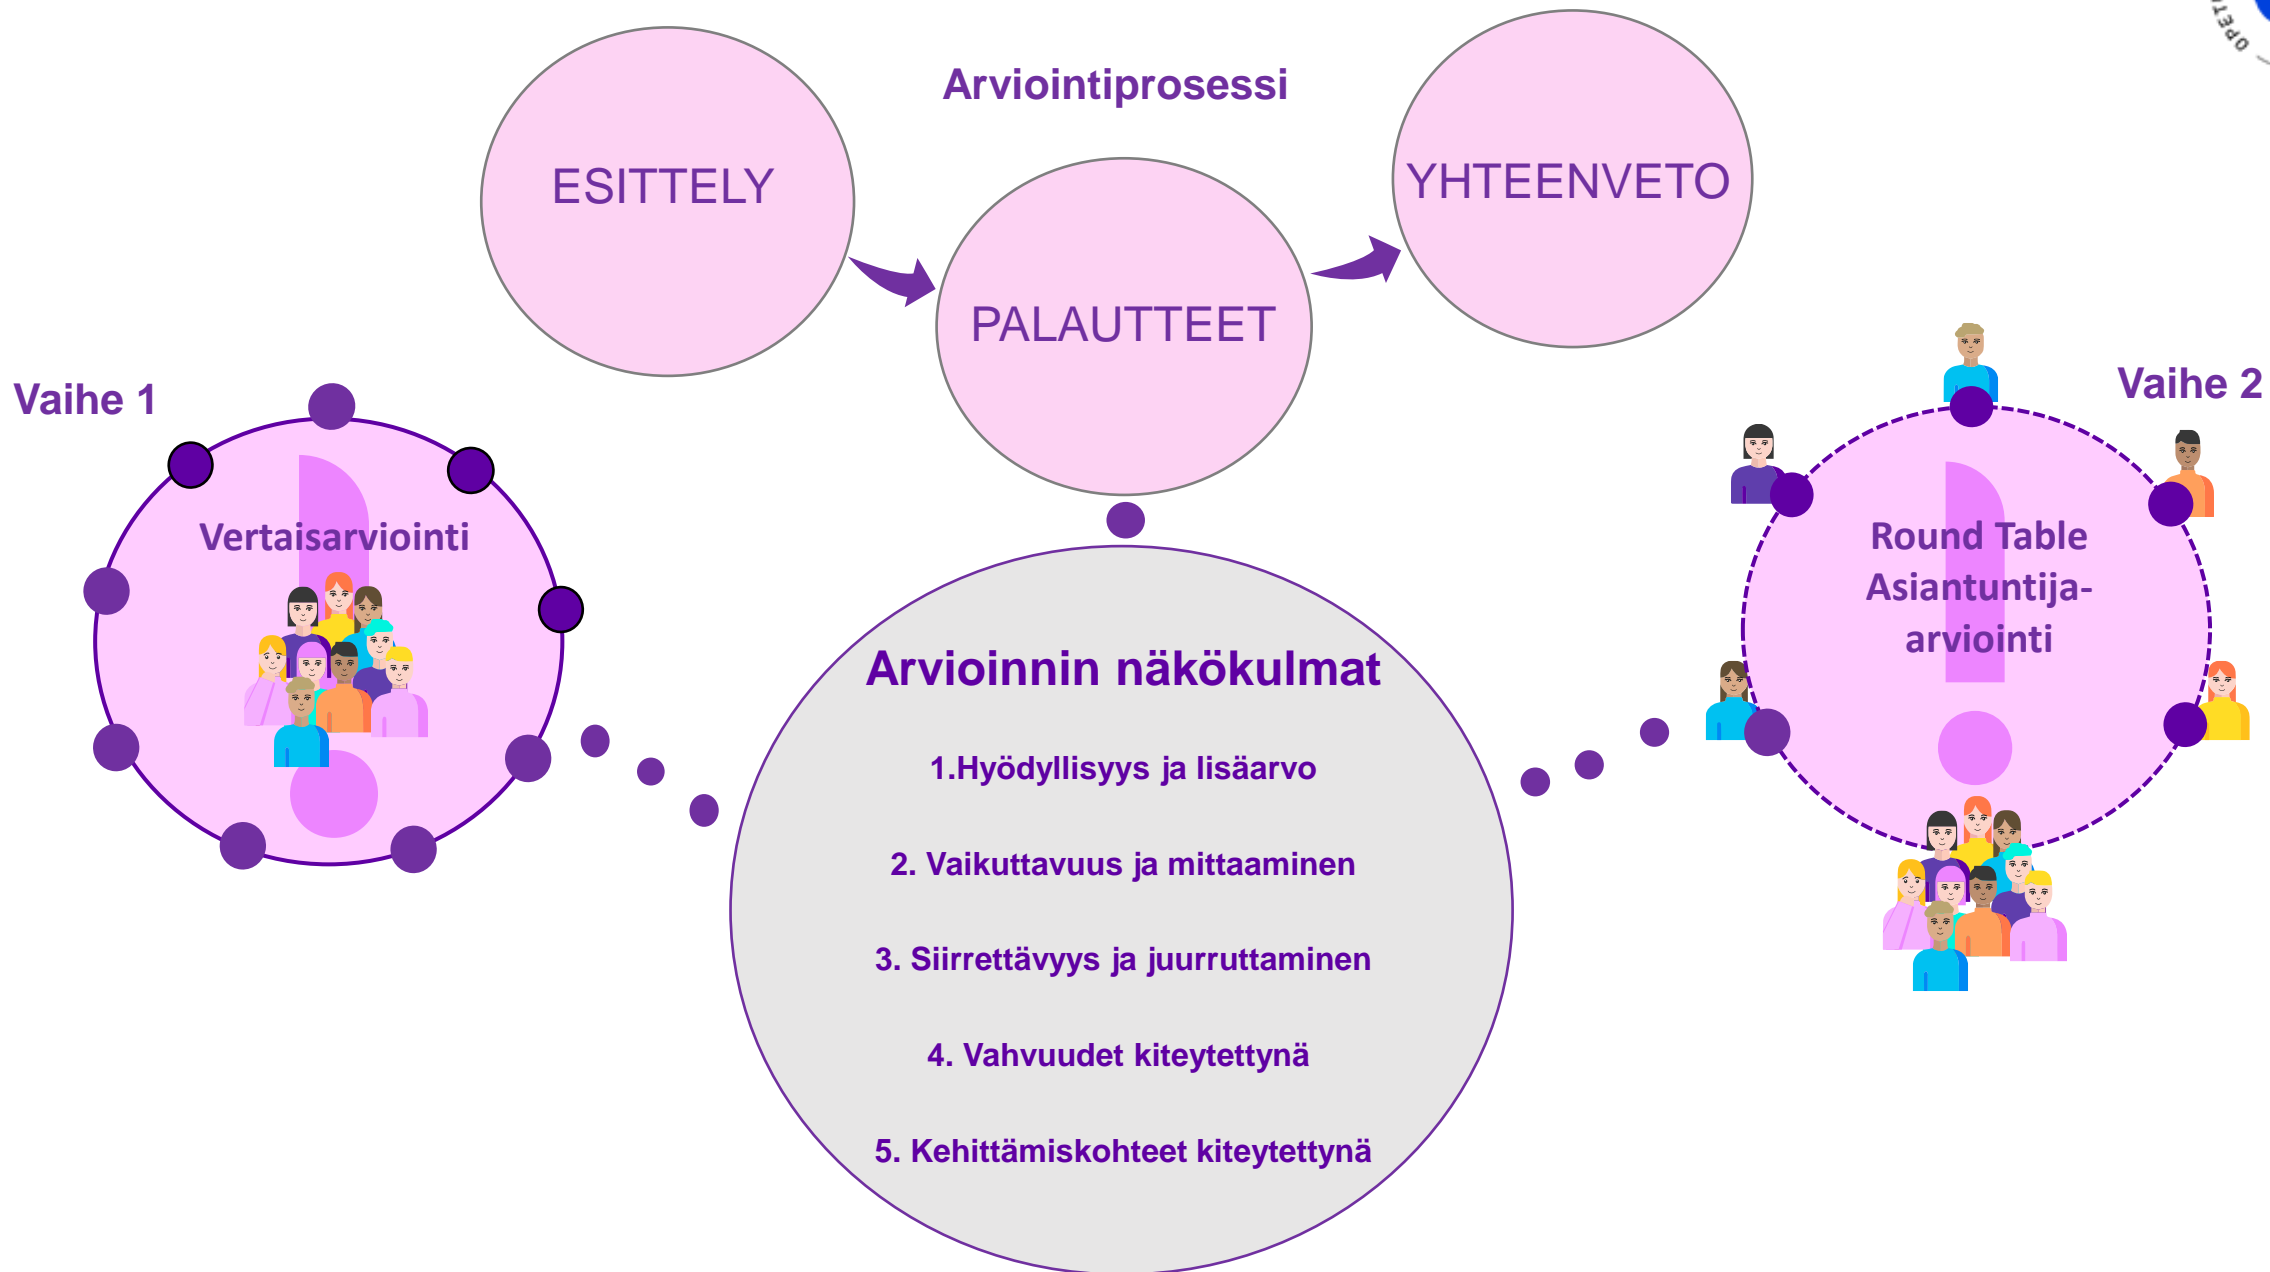 Arviointiprosessi
ESITTELY
PALAUTTEET
YHTEENVETO
Vaihe 1
Vertaisarviointi
Vaihe 2
Round Table
Asiantuntija-
arviointi
Arvioinnin näkökulmat
1.Hyödyllisyys ja lisäarvo
2. Vaikuttavuus ja mittaaminen
3. Siirrettävyys ja juurruttaminen
4. Vahvuudet kiteytettynä
5. Kehittämiskohteet kiteytettynä